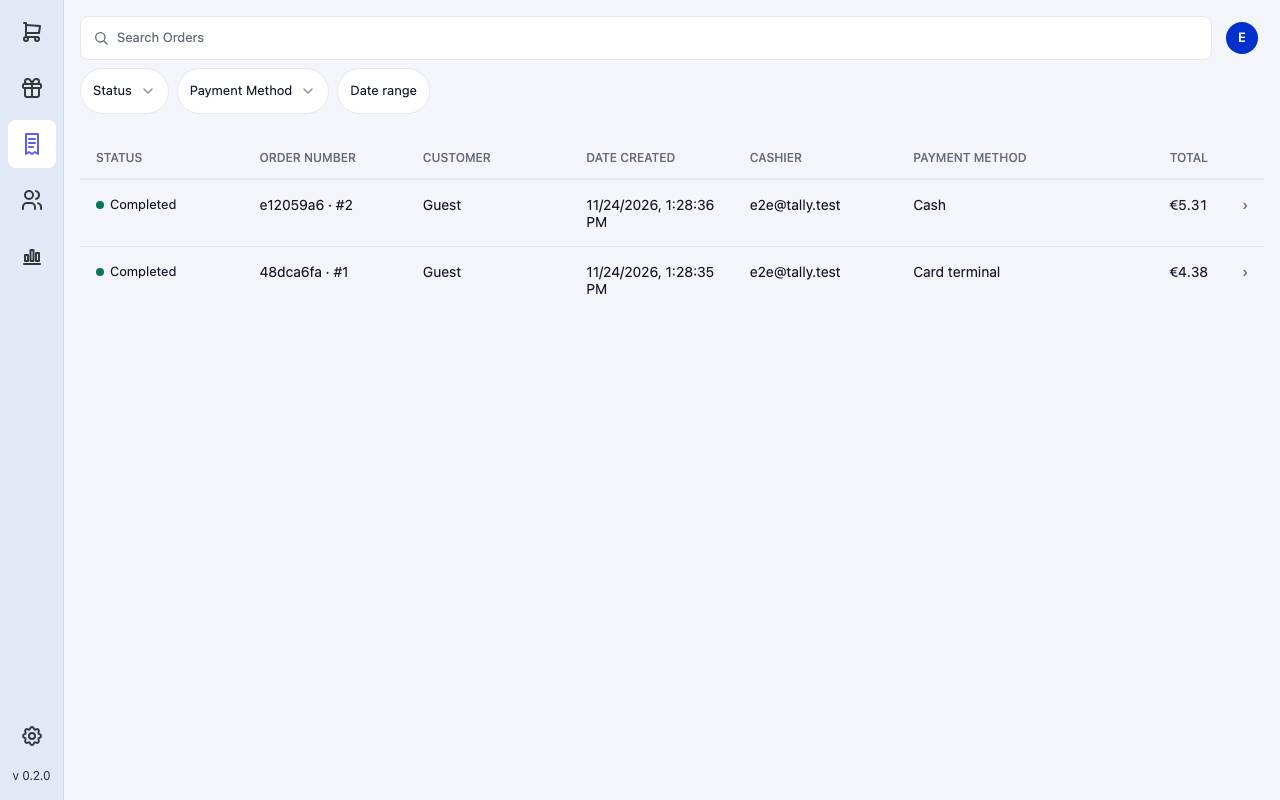 Search Orders
E
Status
Payment Method
Date range
STATUS ORDER NUMBER CUSTOMER DATE CREATED CASHIER PAYMENT METHOD TOTAL
Completed e12059a6 · #2 Guest 11/24/2026, 1:28:36 PM e2e@tally.test Cash €5.31 ›
Completed 48dca6fa · #1 Guest 11/24/2026, 1:28:35 PM e2e@tally.test Card terminal €4.38 ›
v 0.2.0